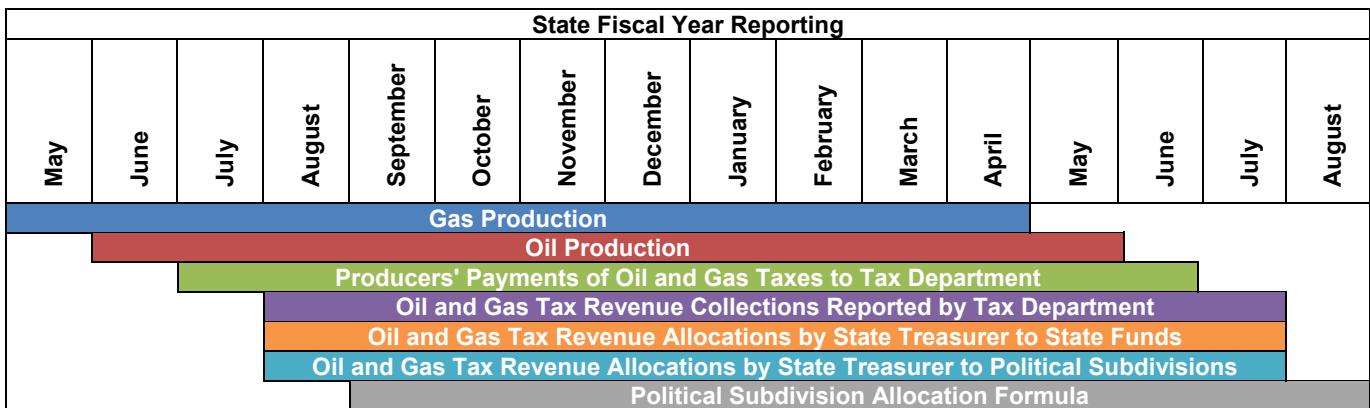 State Fiscal Year Reporting
May
June
July
August
September
October
November
December
January
February
March
April
May
June
July
August
Gas Production
Oil Production
Producers' Payments of Oil and Gas Taxes to Tax Department
Oil and Gas Tax Revenue Collections Reported by Tax Department
Oil and Gas Tax Revenue Allocations by State Treasurer to State Funds
Oil and Gas Tax Revenue Allocations by State Treasurer to Political Subdivisions
Political Subdivision Allocation Formula